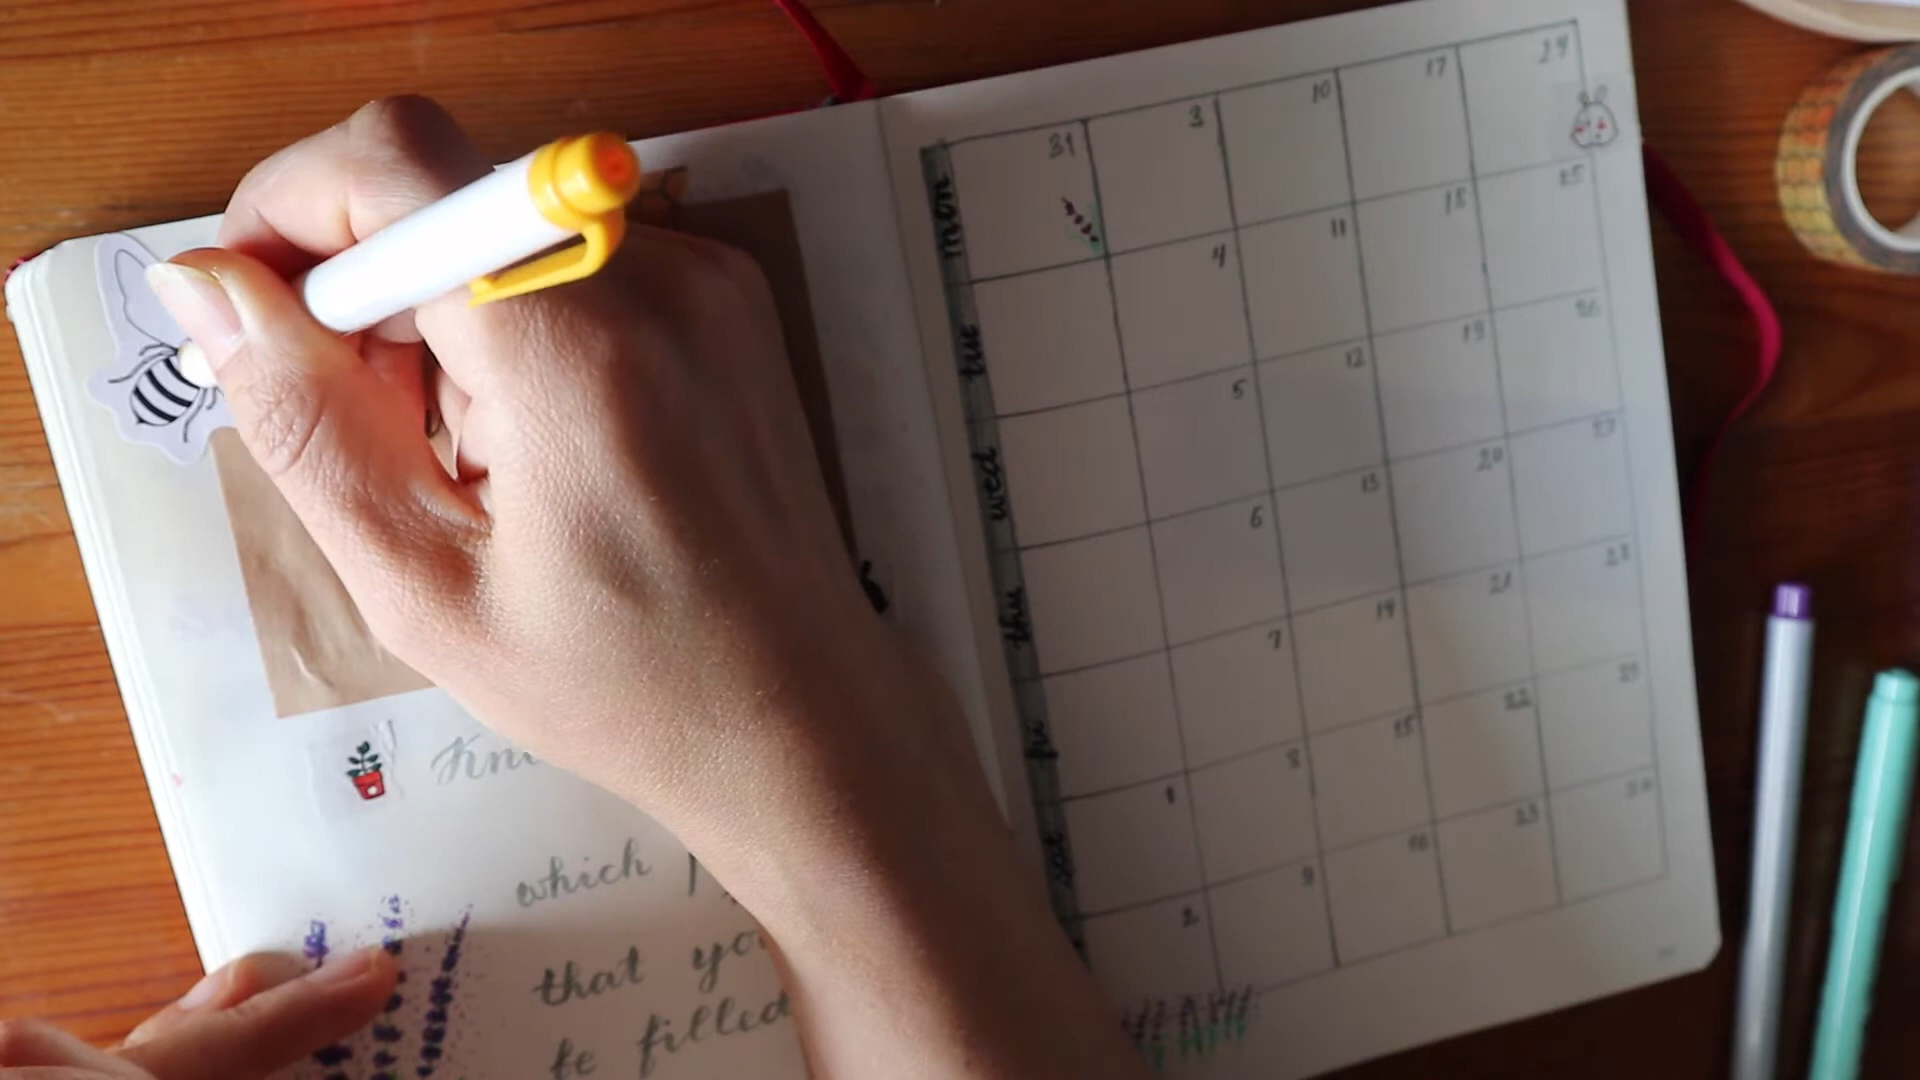 Kn
which
that yo
be filled
mon 31 3 10 17 24
tue 4 11 18 25
wed 5 12 19 26
thu 6 13 20 27
fri 7 14 21 28
sat 1 8 15 22 29
2 9 16 23 30